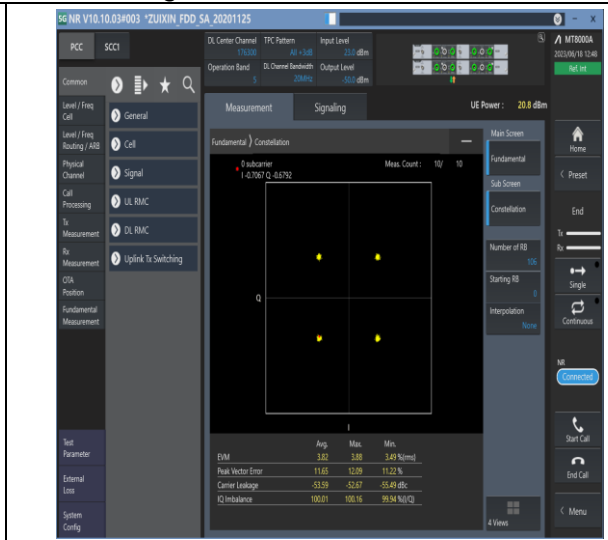 5G NR V10.10.03#003 *ZUIXIN_FDD_SA_20201125
PCC
SCC1
DL Center Channel
176300
TPC Pattern
All +3dB
Input Level
23.0 dBm
Operation Band
5
DL Channel Bandwidth
20MHz
Output Level
-50.0 dBm
MT8000A
2023/06/18 12:40
Ref. Int
Common
Level / Freq
Cell
Level / Freq
Routing / ARB
Physical
Channel
Call
Processing
Tx
Measurement
Rx
Measurement
OTA
Position
Fundamental
Measurement
Test
Parameter
External
Loss
System
Config
General
Cell
Signal
UL RMC
DL RMC
Uplink Tx Switching
Measurement
Signaling
UE Power : 20.8 dBm
Fundamental ⟩ Constellation
0 subcarrier
I -0.7067 Q -0.6792
Meas. Count : 10/ 10
Q
I
Avg. Max. Min.
EVM 3.82 3.88 3.49 %(rms)
Peak Vector Error 11.65 12.09 11.22 %
Carrier Leakage -53.59 -52.67 -55.49 dBc
IQ Imbalance 100.01 100.16 99.94 %(I/Q)
Main Screen
Fundamental
Sub Screen
Constellation
Number of RB
106
Starting RB
0
Interpolation
None
4 Views
Home
Preset
End
Tx
Rx
Single
Continuous
NR
Connected
Start Call
End Call
Menu